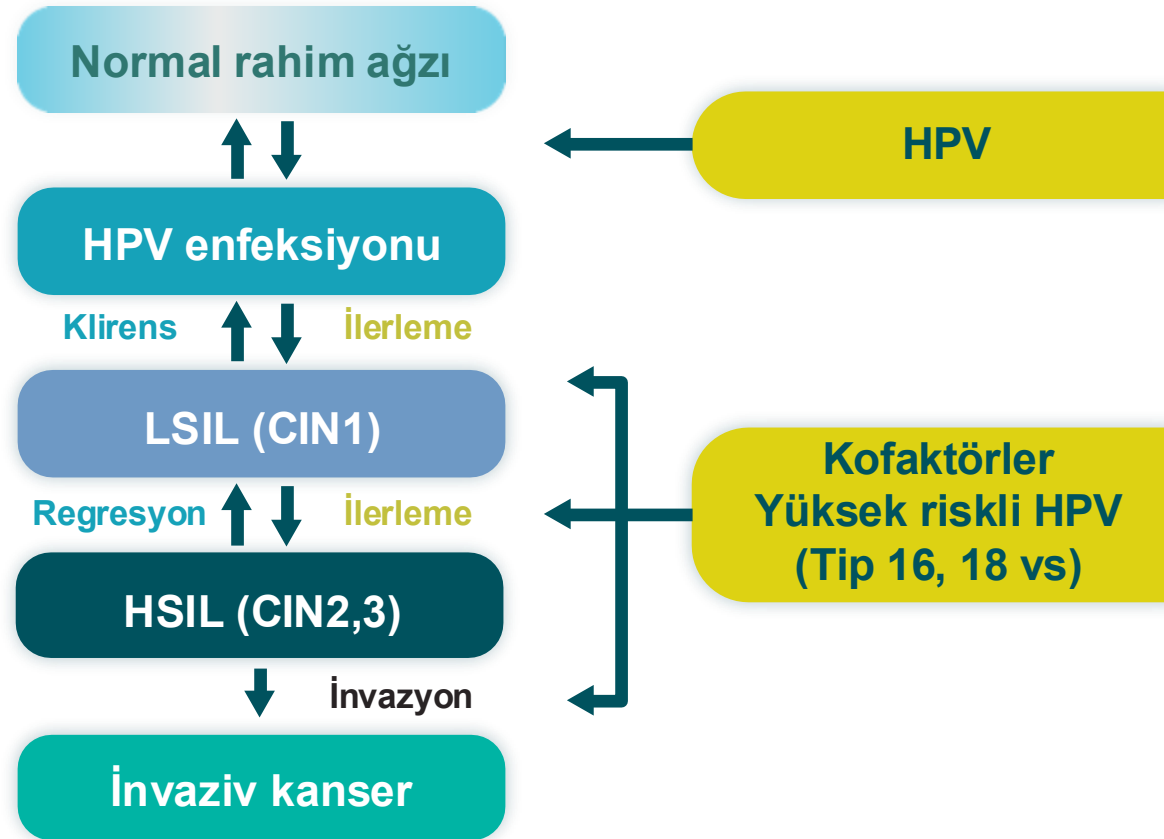 Normal rahim ağzı
HPV
HPV enfeksiyonu
Klirens
İlerleme
LSIL (CIN1)
Regresyon
İlerleme
Kofaktörler
Yüksek riskli HPV
(Tip 16, 18 vs)
HSIL (CIN2,3)
İnvazyon
İnvaziv kanser